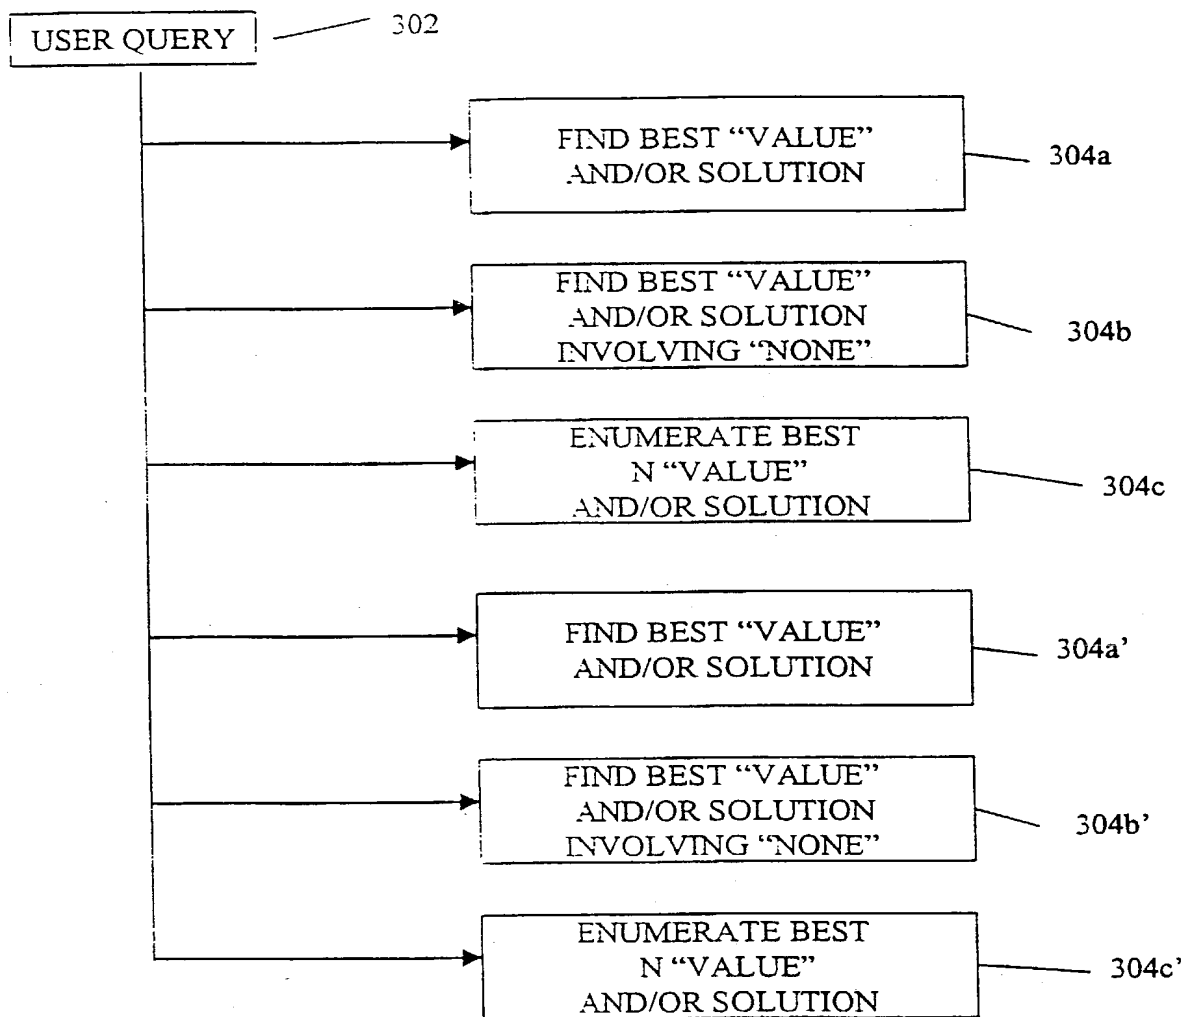 USER QUERY
302
FIND BEST “VALUE”
AND/OR SOLUTION
304a
FIND BEST “VALUE”
AND/OR SOLUTION
INVOLVING “NONE”
304b
ENUMERATE BEST
N “VALUE”
AND/OR SOLUTION
304c
FIND BEST “VALUE”
AND/OR SOLUTION
304a’
FIND BEST “VALUE”
AND/OR SOLUTION
INVOLVING “NONE”
304b’
ENUMERATE BEST
N “VALUE”
AND/OR SOLUTION
304c’